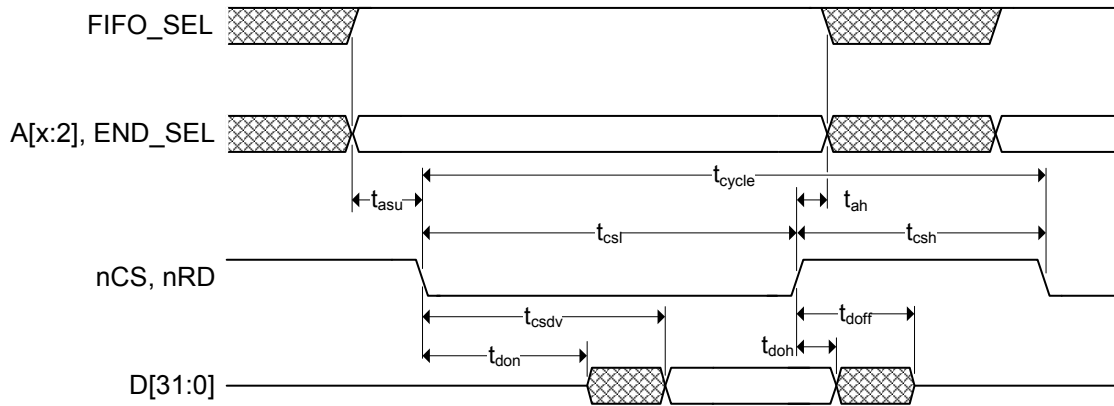 FIFO_SEL
A[x:2], END_SEL
tcycle
tasu
tah
tcsl
tcsh
nCS, nRD
tcsdv
tdoff
tdon
tdoh
D[31:0]